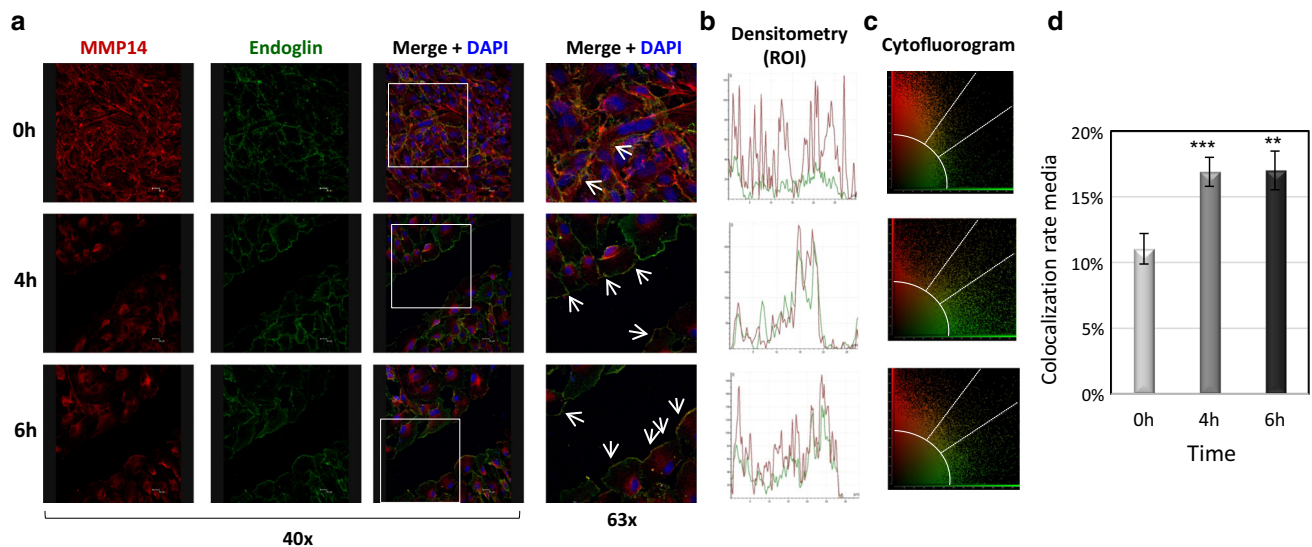 a
MMP14
Endoglin
Merge + DAPI
Merge + DAPI
0h
4h
6h
40x
63x
b
Densitometry
(ROI)
c
Cytofluorogram
d
20%
15%
10%
5%
0%
Colocalization rate media
***
**
0h
4h
6h
Time